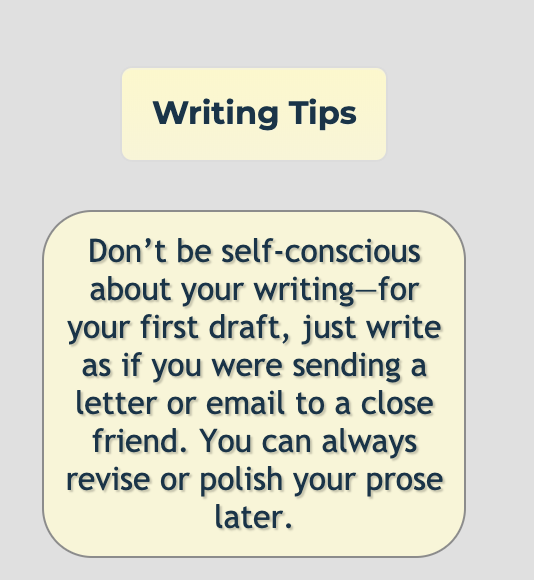 Writing Tips
Don’t be self-conscious
about your writing—for
your first draft, just write
as if you were sending a
letter or email to a close
friend. You can always
revise or polish your prose
later.